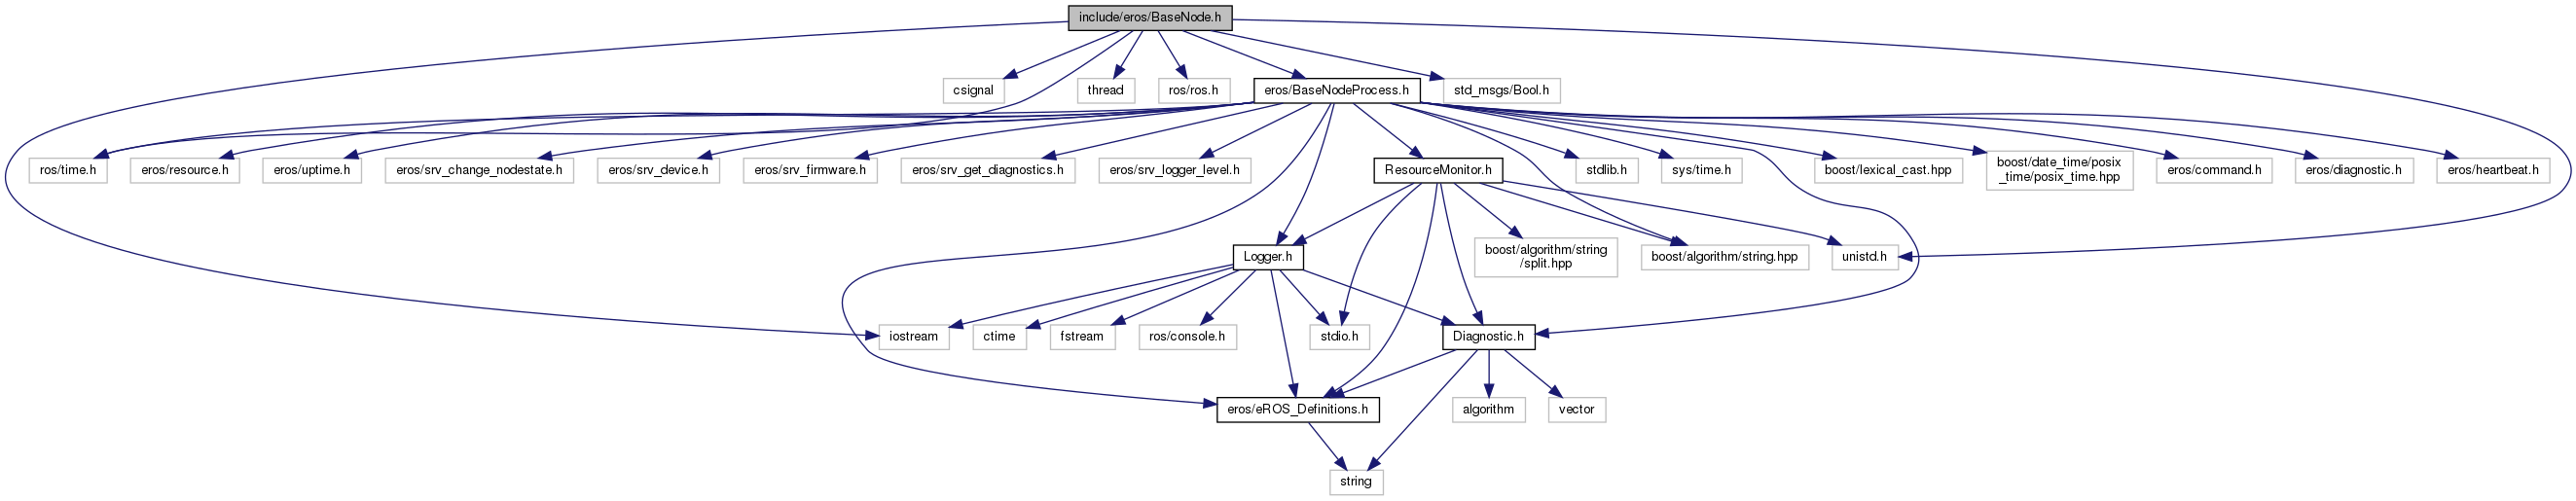 include/eros/BaseNode.h
csignal
thread
ros/ros.h
eros/BaseNodeProcess.h
std_msgs/Bool.h
ros/time.h
eros/resource.h
eros/uptime.h
eros/srv_change_nodestate.h
eros/srv_device.h
eros/srv_firmware.h
eros/srv_get_diagnostics.h
eros/srv_logger_level.h
ResourceMonitor.h
stdlib.h
sys/time.h
boost/lexical_cast.hpp
boost/date_time/posix
_time/posix_time.hpp
eros/command.h
eros/diagnostic.h
eros/heartbeat.h
Logger.h
boost/algorithm/string
/split.hpp
boost/algorithm/string.hpp
unistd.h
iostream
ctime
fstream
ros/console.h
stdio.h
Diagnostic.h
eros/eROS_Definitions.h
algorithm
vector
string